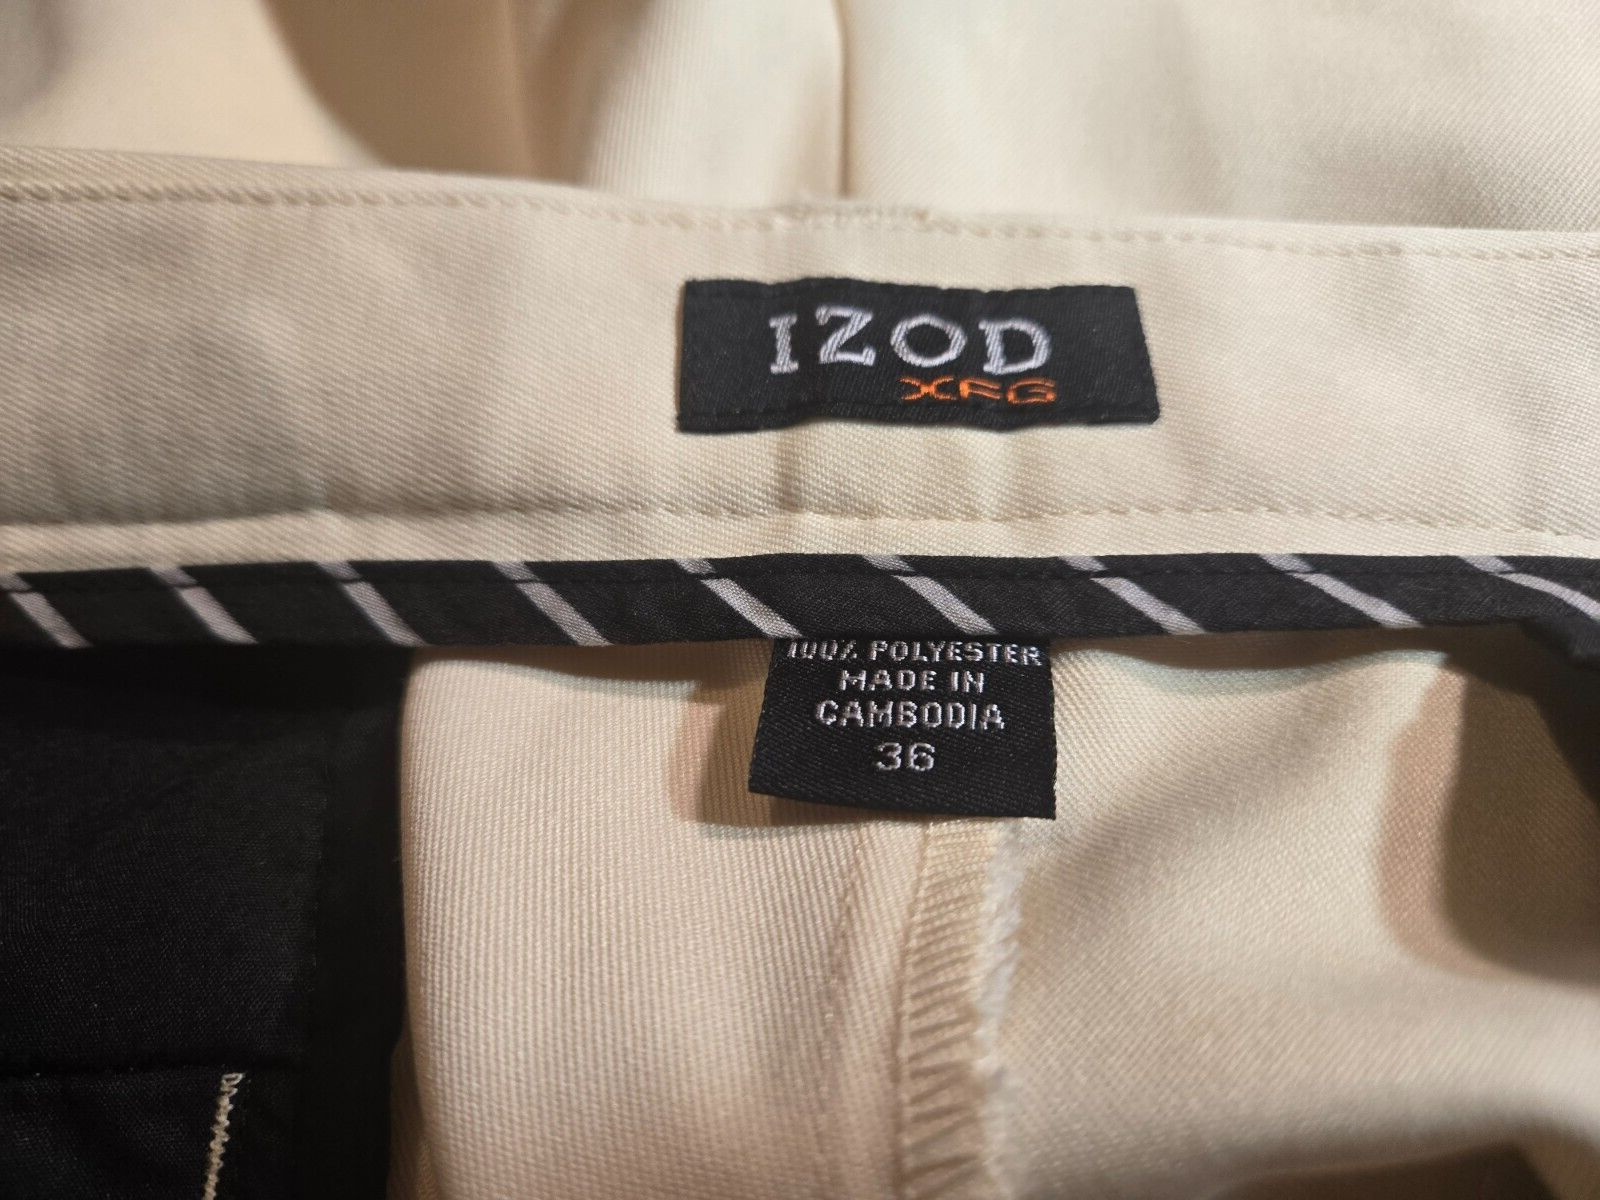 IZOD
XFG
100% POLYESTER
MADE IN
CAMBODIA
36